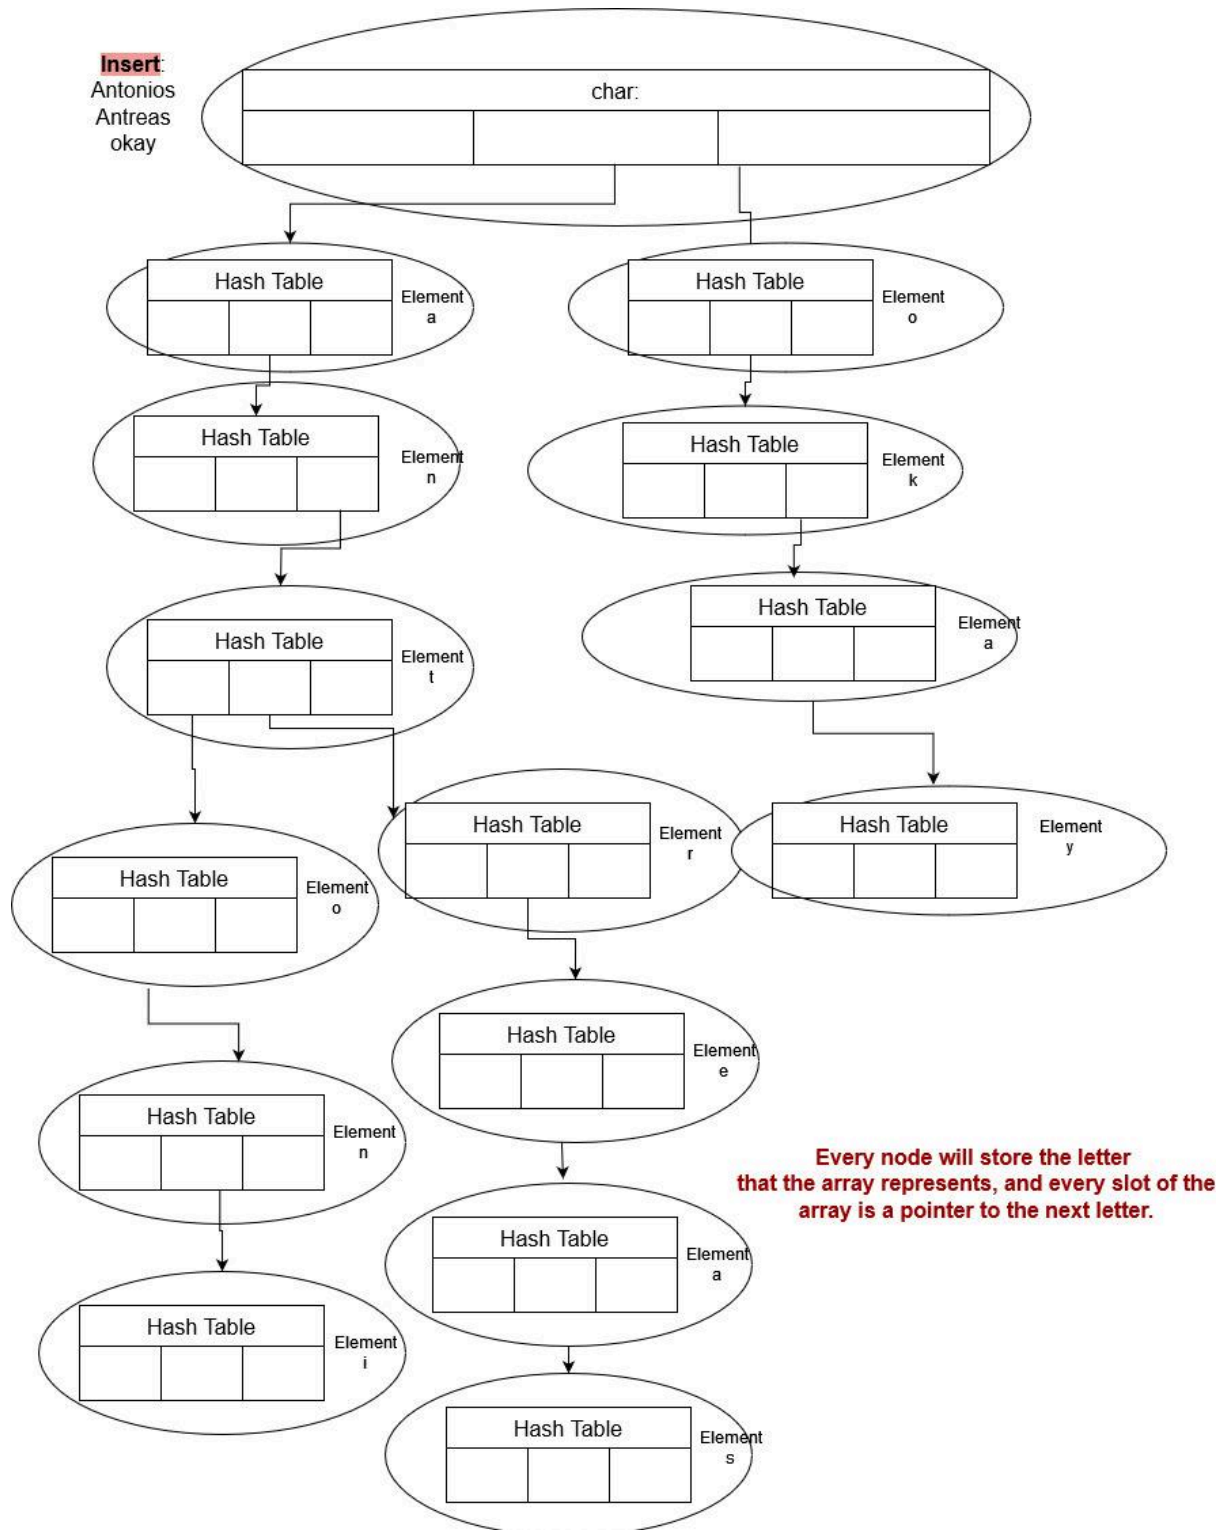 Insert:
Antonios
Antreas
okay
char:
Hash Table
Element
a
Hash Table
Element
o
Hash Table
Element
n
Hash Table
Element
k
Hash Table
Element
t
Hash Table
Element
a
Hash Table
Element
o
Hash Table
Element
r
Hash Table
Element
y
Hash Table
Element
e
Hash Table
Element
n
Every node will store the letter
that the array represents, and every slot of the
array is a pointer to the next letter.
Hash Table
Element
a
Hash Table
Element
i
Hash Table
Element
s